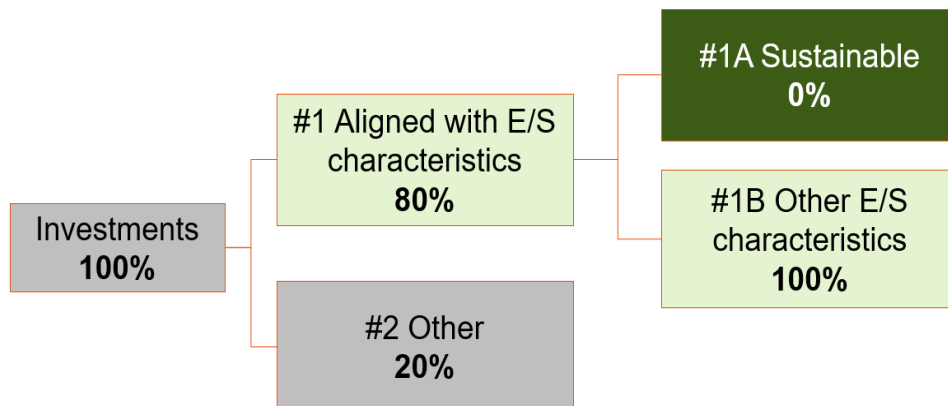 Investments
100%
#1 Aligned with E/S
characteristics
80%
#2 Other
20%
#1A Sustainable
0%
#1B Other E/S
characteristics
100%